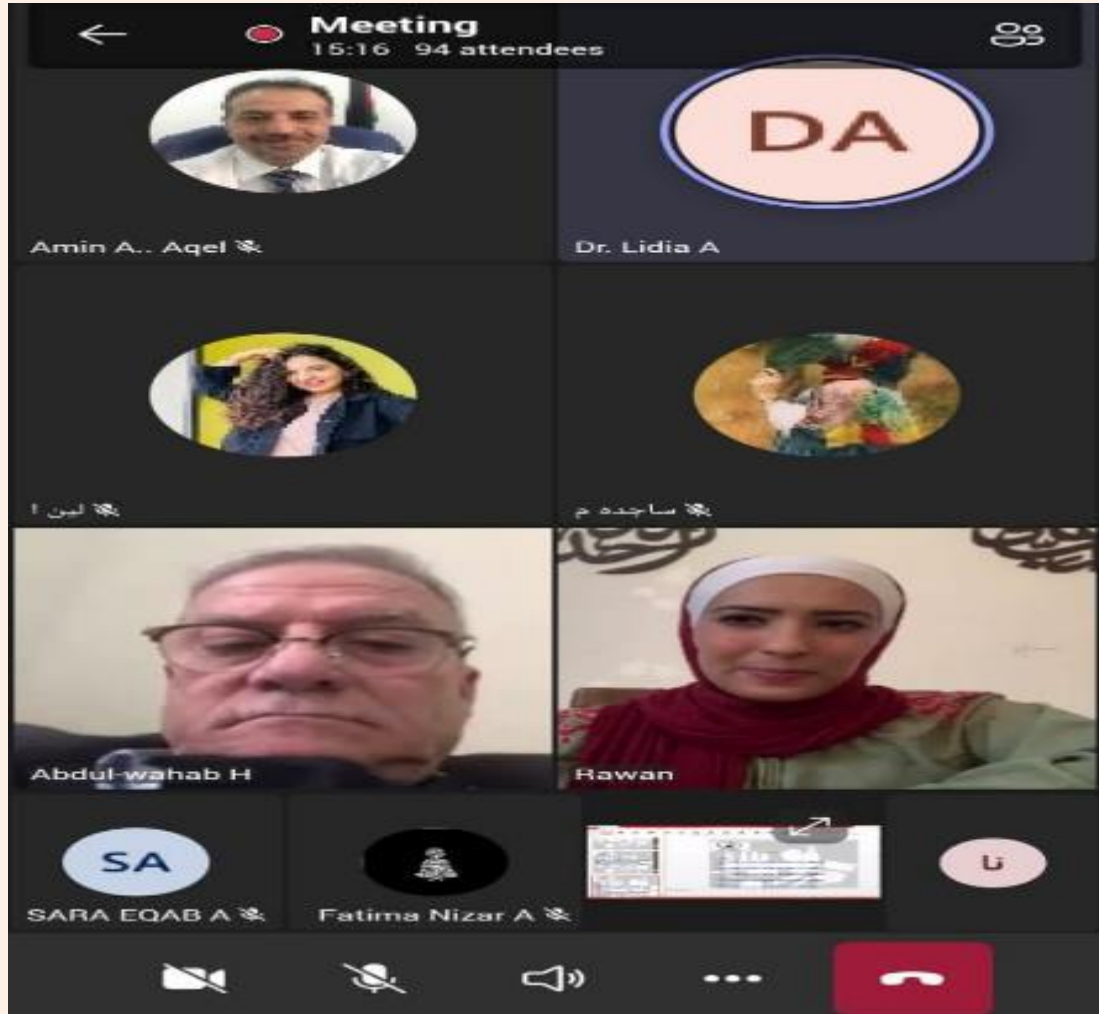 Meeting
15:16 94 attendees
DA
Amin A.. Aqel
Dr. Lidia A
لين ا
ساجده م
Abdul-wahab H
Rawan
SA
تا
SARA EQAB A
Fatima Nizar A